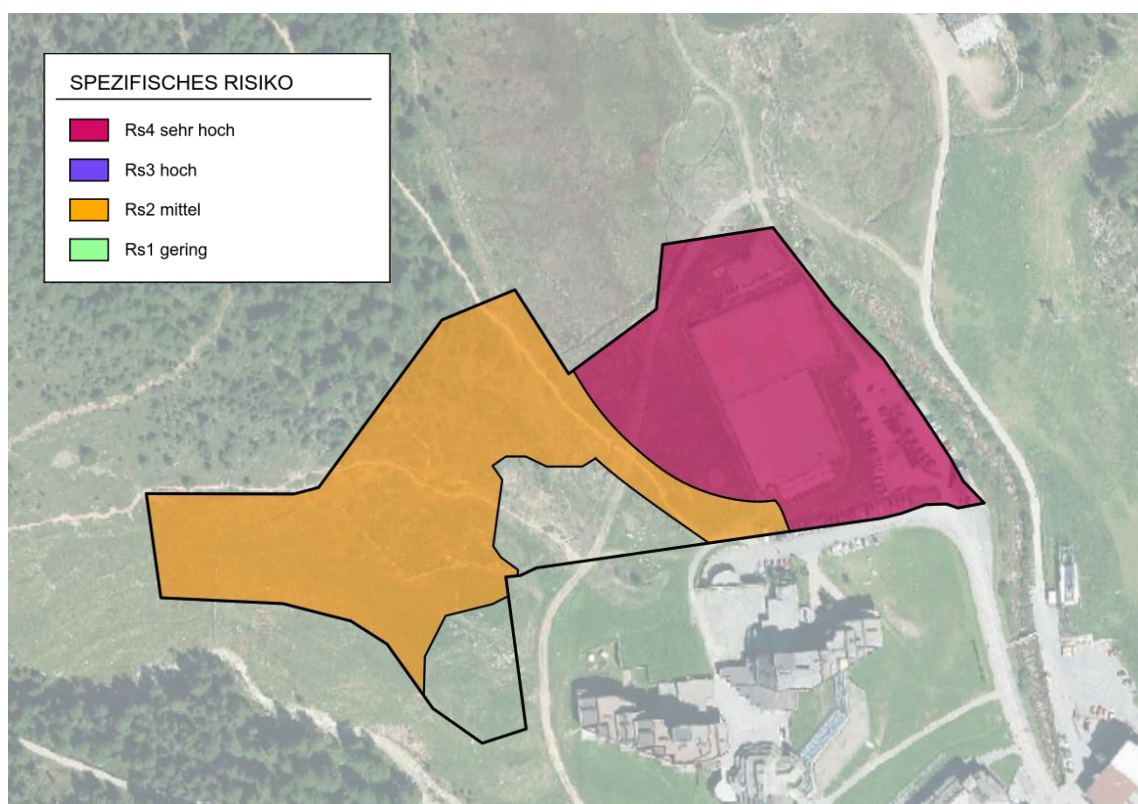 SPEZIFISCHES RISIKO
Rs4 sehr hoch
Rs3 hoch
Rs2 mittel
Rs1 gering